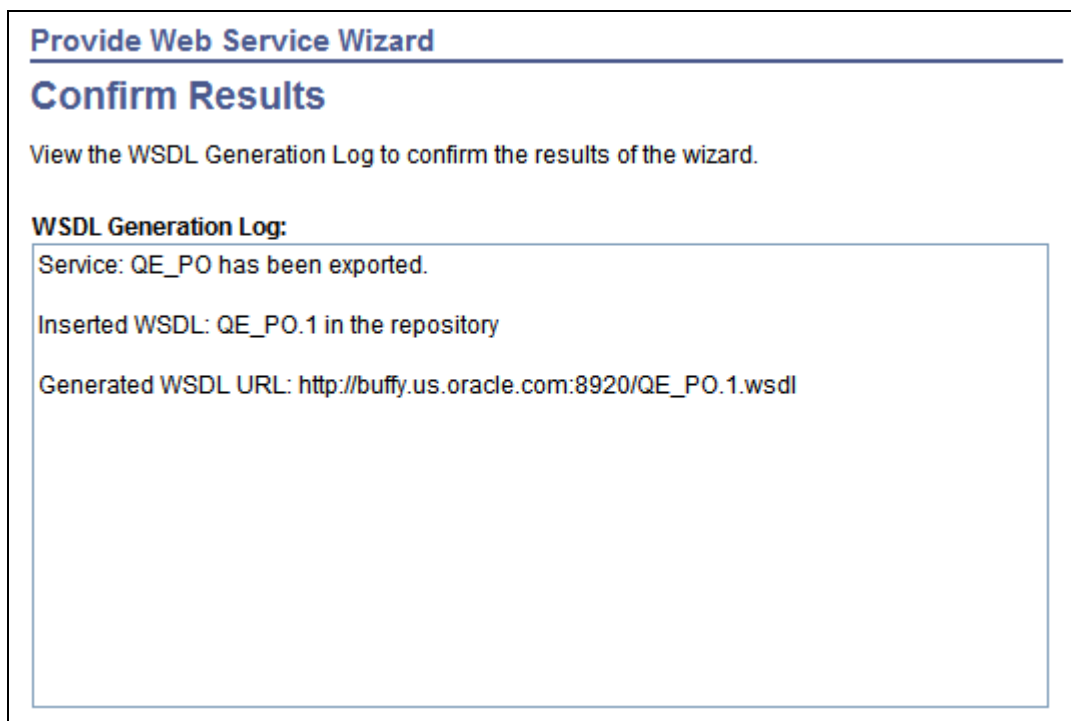 Provide Web Service Wizard
Confirm Results
View the WSDL Generation Log to confirm the results of the wizard.
WSDL Generation Log:
Service: QE_PO has been exported.
Inserted WSDL: QE_PO.1 in the repository
Generated WSDL URL: http://buffy.us.oracle.com:8920/QE_PO.1.wsdl